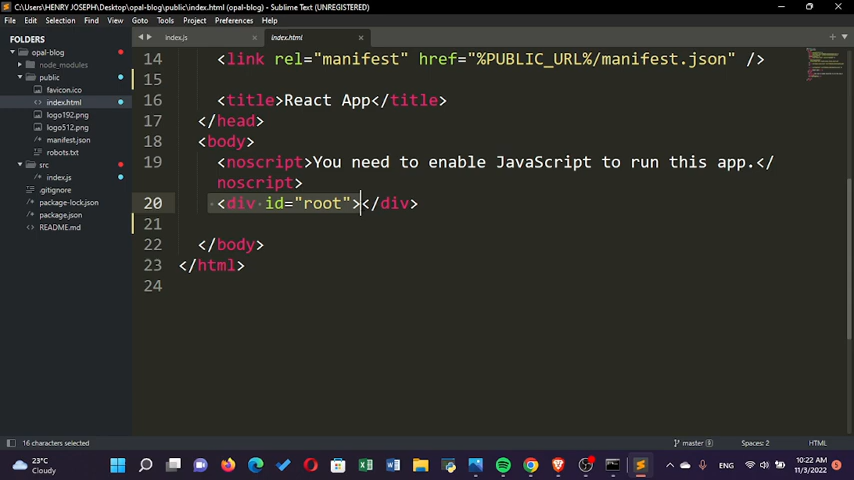 C:\Users\HENRY JOSEPH\Desktop\opal-blog\public\index.html (opal-blog) - Sublime Text (UNREGISTERED)
File Edit Selection Find View Goto Tools Project Preferences Help
FOLDERS
opal-blog
node_modules
public
favicon.ico
index.html
logo192.png
logo512.png
manifest.json
robots.txt
src
index.js
.gitignore
package-lock.json
package.json
README.md
index.js
index.html
14 <link rel="manifest" href="%PUBLIC_URL%/manifest.json" />
15
16 <title>React App</title>
17 </head>
18 <body>
19 <noscript>You need to enable JavaScript to run this app.</
noscript>
20 <div id="root"></div>
21
22 </body>
23 </html>
24
16 characters selected
master
Spaces: 2
HTML
23°C
Cloudy
ENG
10:22 AM
11/3/2022